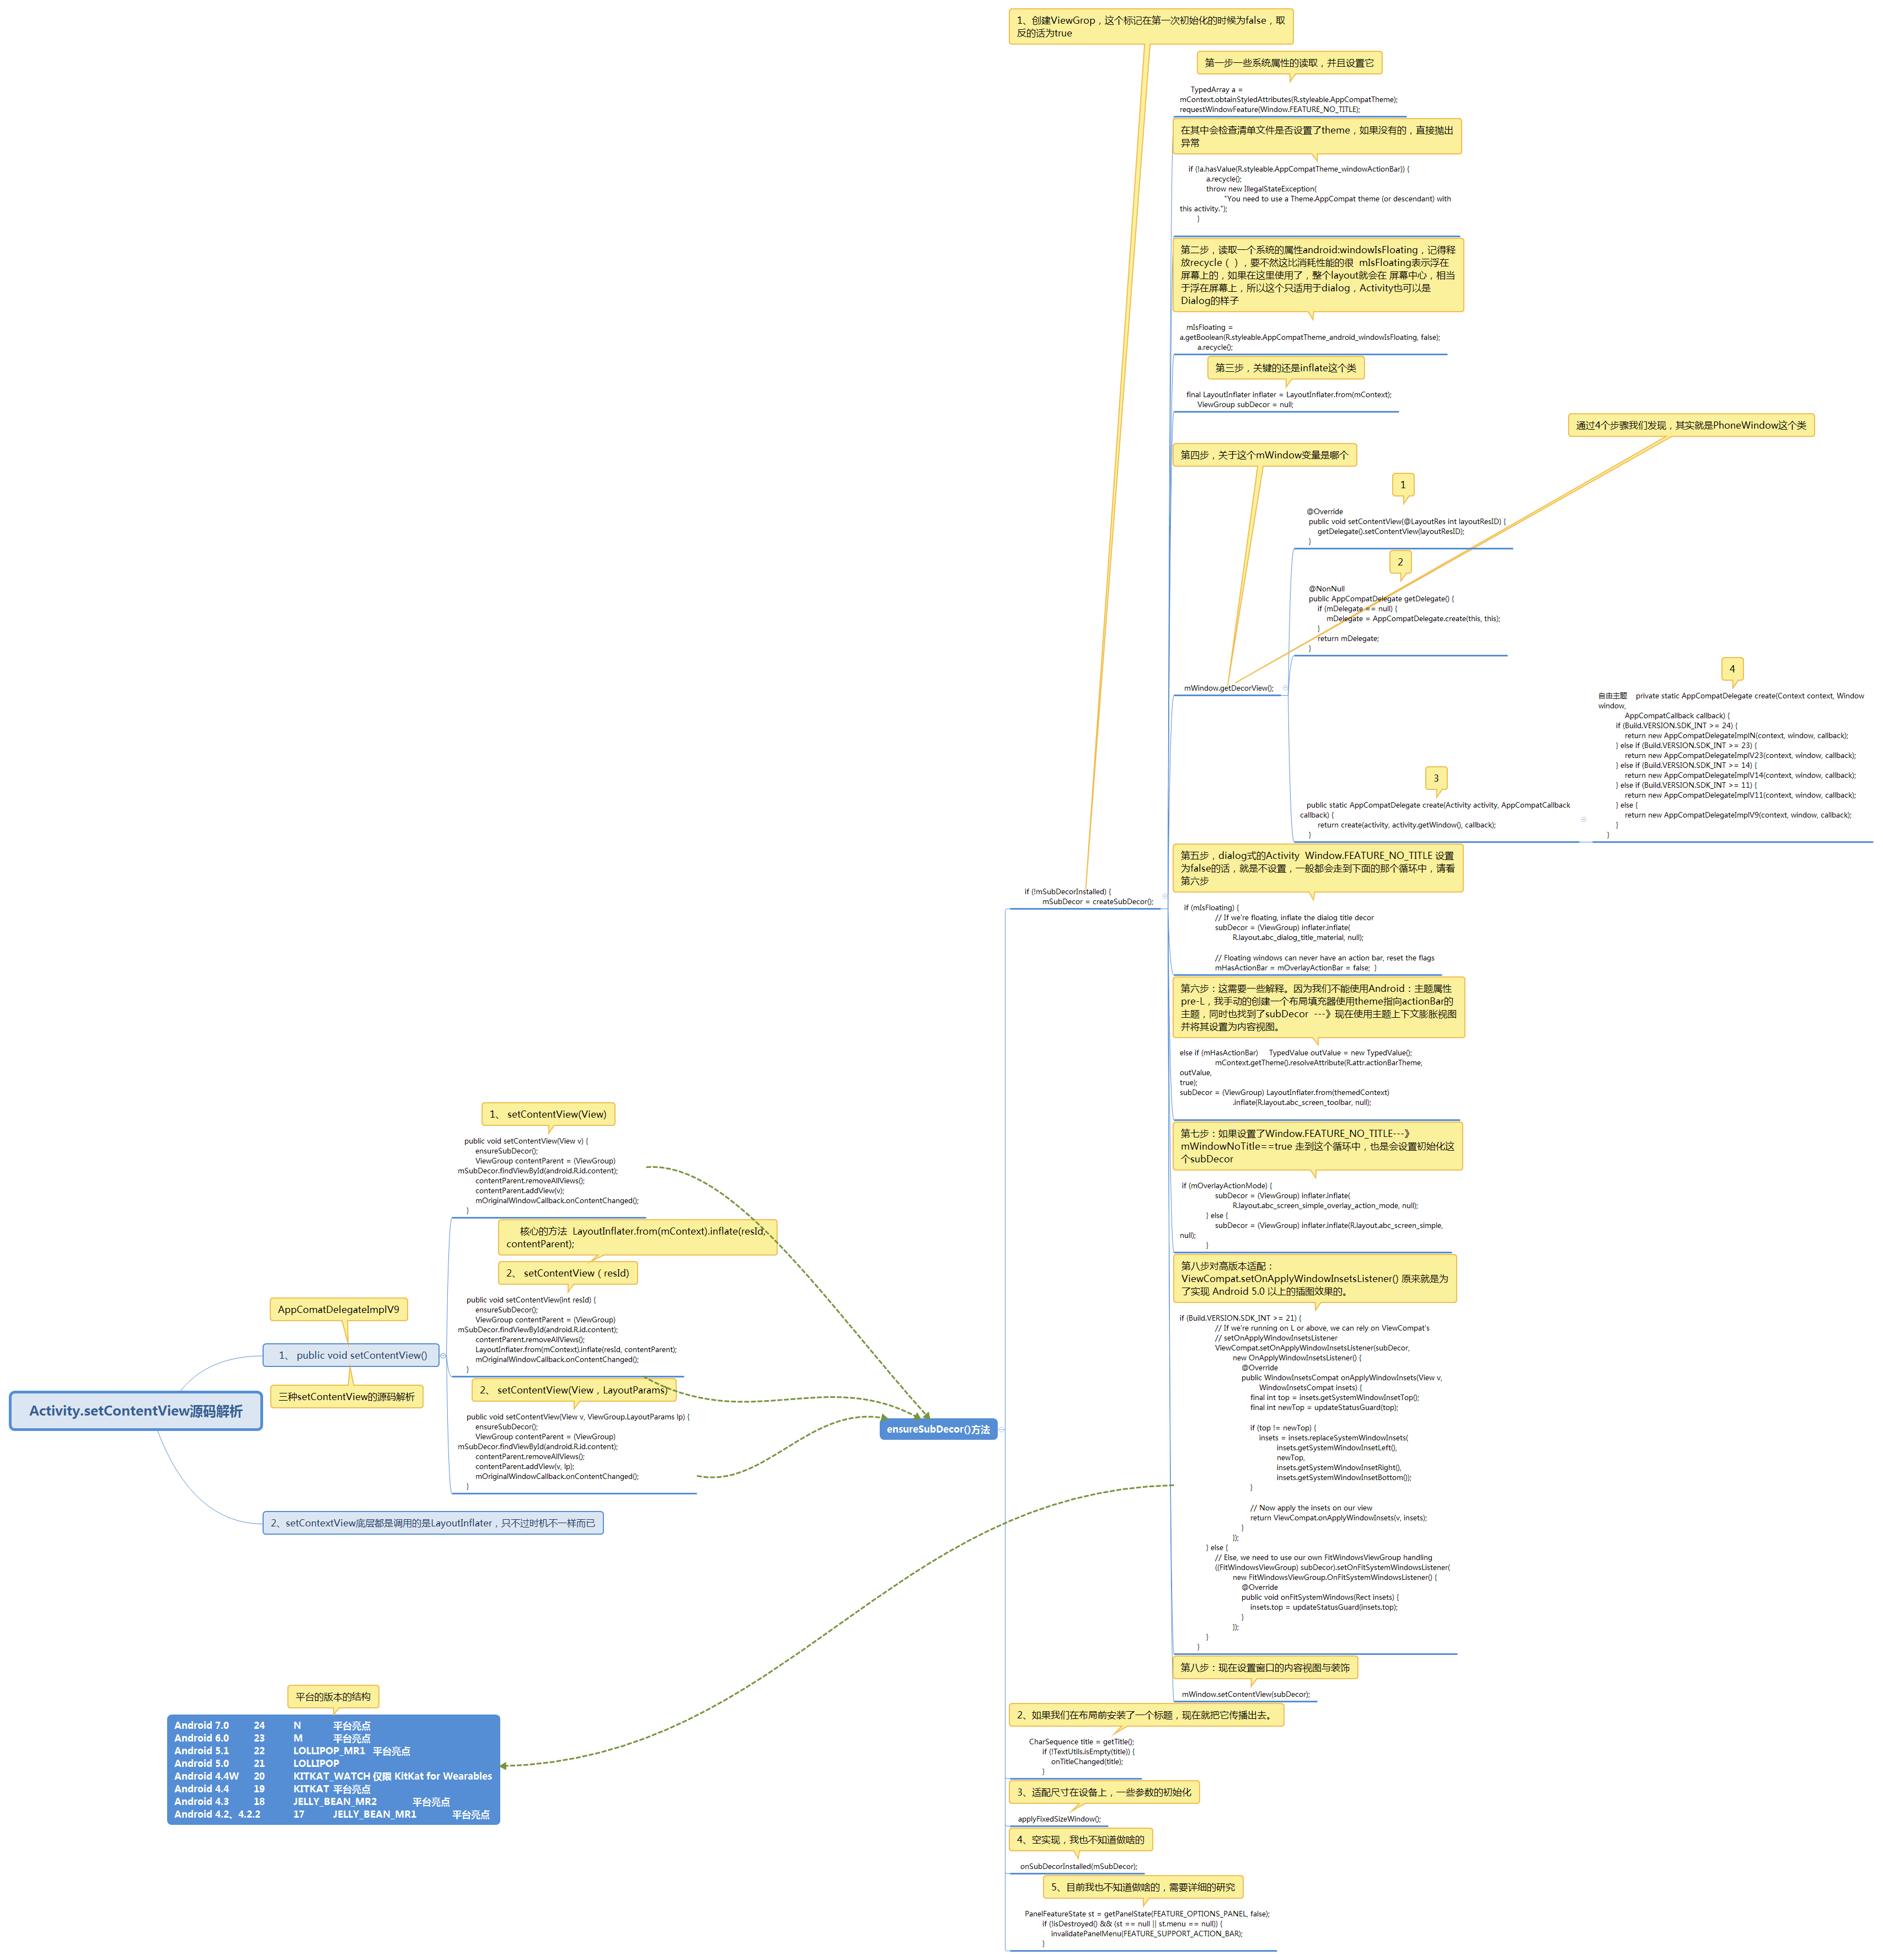 Activity.setContentView源码解析
AppComatDelegateImplV9
1、 public void setContentView()
三种setContentView的源码解析
1、 setContentView(View)
public void setContentView(View v) {
ensureSubDecor();
ViewGroup contentParent = (ViewGroup)
mSubDecor.findViewById(android.R.id.content);
contentParent.removeAllViews();
contentParent.addView(v);
mOriginalWindowCallback.onContentChanged();
}
核心的方法 LayoutInflater.from(mContext).inflate(resId,
contentParent);
2、 setContentView（resId)
public void setContentView(int resId) {
ensureSubDecor();
ViewGroup contentParent = (ViewGroup)
mSubDecor.findViewById(android.R.id.content);
contentParent.removeAllViews();
LayoutInflater.from(mContext).inflate(resId, contentParent);
mOriginalWindowCallback.onContentChanged();
}
2、 setContentView(View，LayoutParams)
public void setContentView(View v, ViewGroup.LayoutParams lp) {
ensureSubDecor();
ViewGroup contentParent = (ViewGroup)
mSubDecor.findViewById(android.R.id.content);
contentParent.removeAllViews();
contentParent.addView(v, lp);
mOriginalWindowCallback.onContentChanged();
}
2、setContextView底层都是调用的是LayoutInflater，只不过时机不一样而已
平台的版本的结构
Android 7.0 24 N 平台亮点
Android 6.0 23 M 平台亮点
Android 5.1 22 LOLLIPOP_MR1 平台亮点
Android 5.0 21 LOLLIPOP
Android 4.4W 20 KITKAT_WATCH 仅限 KitKat for Wearables
Android 4.4 19 KITKAT 平台亮点
Android 4.3 18 JELLY_BEAN_MR2 平台亮点
Android 4.2、4.2.2 17 JELLY_BEAN_MR1 平台亮点
ensureSubDecor()方法
1、创建ViewGrop，这个标记在第一次初始化的时候为false，取
反的话为true
if (!mSubDecorInstalled) {
mSubDecor = createSubDecor();
第一步一些系统属性的读取，并且设置它
TypedArray a =
mContext.obtainStyledAttributes(R.styleable.AppCompatTheme);
requestWindowFeature(Window.FEATURE_NO_TITLE);
在其中会检查清单文件是否设置了theme，如果没有的，直接抛出
异常
if (!a.hasValue(R.styleable.AppCompatTheme_windowActionBar)) {
a.recycle();
throw new IllegalStateException(
"You need to use a Theme.AppCompat theme (or descendant) with
this activity.");
}
第二步，读取一个系统的属性android:windowIsFloating，记得释
放recycle（ ），要不然这比消耗性能的很 mIsFloating表示浮在
屏幕上的，如果在这里使用了，整个layout就会在 屏幕中心，相当
于浮在屏幕上，所以这个只适用于dialog，Activity也可以是
Dialog的样子
mIsFloating =
a.getBoolean(R.styleable.AppCompatTheme_android_windowIsFloating, false);
a.recycle();
第三步，关键的还是inflate这个类
final LayoutInflater inflater = LayoutInflater.from(mContext);
ViewGroup subDecor = null;
第四步，关于这个mWindow变量是哪个
通过4个步骤我们发现，其实就是PhoneWindow这个类
mWindow.getDecorView();
1
@Override
public void setContentView(@LayoutRes int layoutResID) {
getDelegate().setContentView(layoutResID);
}
2
@NonNull
public AppCompatDelegate getDelegate() {
if (mDelegate == null) {
mDelegate = AppCompatDelegate.create(this, this);
}
return mDelegate;
}
3
public static AppCompatDelegate create(Activity activity, AppCompatCallback
callback) {
return create(activity, activity.getWindow(), callback);
}
4
自由主题 private static AppCompatDelegate create(Context context, Window
window,
AppCompatCallback callback) {
if (Build.VERSION.SDK_INT >= 24) {
return new AppCompatDelegateImplN(context, window, callback);
} else if (Build.VERSION.SDK_INT >= 23) {
return new AppCompatDelegateImplV23(context, window, callback);
} else if (Build.VERSION.SDK_INT >= 14) {
return new AppCompatDelegateImplV14(context, window, callback);
} else if (Build.VERSION.SDK_INT >= 11) {
return new AppCompatDelegateImplV11(context, window, callback);
} else {
return new AppCompatDelegateImplV9(context, window, callback);
}
}
第五步，dialog式的Activity Window.FEATURE_NO_TITLE 设置
为false的话，就是不设置，一般都会走到下面的那个循环中，请看
第六步
if (mIsFloating) {
// If we're floating, inflate the dialog title decor
subDecor = (ViewGroup) inflater.inflate(
R.layout.abc_dialog_title_material, null);
// Floating windows can never have an action bar, reset the flags
mHasActionBar = mOverlayActionBar = false; }
第六步：这需要一些解释。因为我们不能使用Android：主题属性
pre-L，我手动的创建一个布局填充器使用theme指向actionBar的
主题，同时也找到了subDecor ---》现在使用主题上下文膨胀视图
并将其设置为内容视图。
else if (mHasActionBar) TypedValue outValue = new TypedValue();
mContext.getTheme().resolveAttribute(R.attr.actionBarTheme,
outValue,
true);
subDecor = (ViewGroup) LayoutInflater.from(themedContext)
.inflate(R.layout.abc_screen_toolbar, null);
第七步：如果设置了Window.FEATURE_NO_TITLE---》
mWindowNoTitle==true 走到这个循环中，也是会设置初始化这
个subDecor
if (mOverlayActionMode) {
subDecor = (ViewGroup) inflater.inflate(
R.layout.abc_screen_simple_overlay_action_mode, null);
} else {
subDecor = (ViewGroup) inflater.inflate(R.layout.abc_screen_simple,
null);
}
第八步对高版本适配：
ViewCompat.setOnApplyWindowInsetsListener() 原来就是为
了实现 Android 5.0 以上的插图效果的。
if (Build.VERSION.SDK_INT >= 21) {
// If we're running on L or above, we can rely on ViewCompat's
// setOnApplyWindowInsetsListener
ViewCompat.setOnApplyWindowInsetsListener(subDecor,
new OnApplyWindowInsetsListener() {
@Override
public WindowInsetsCompat onApplyWindowInsets(View v,
WindowInsetsCompat insets) {
final int top = insets.getSystemWindowInsetTop();
final int newTop = updateStatusGuard(top);
if (top != newTop) {
insets = insets.replaceSystemWindowInsets(
insets.getSystemWindowInsetLeft(),
newTop,
insets.getSystemWindowInsetRight(),
insets.getSystemWindowInsetBottom());
}
// Now apply the insets on our view
return ViewCompat.onApplyWindowInsets(v, insets);
}
});
} else {
// Else, we need to use our own FitWindowsViewGroup handling
((FitWindowsViewGroup) subDecor).setOnFitSystemWindowsListener(
new FitWindowsViewGroup.OnFitSystemWindowsListener() {
@Override
public void onFitSystemWindows(Rect insets) {
insets.top = updateStatusGuard(insets.top);
}
});
}
}
第八步：现在设置窗口的内容视图与装饰
mWindow.setContentView(subDecor);
2、如果我们在布局前安装了一个标题，现在就把它传播出去。
CharSequence title = getTitle();
if (!TextUtils.isEmpty(title)) {
onTitleChanged(title);
}
3、适配尺寸在设备上，一些参数的初始化
applyFixedSizeWindow();
4、空实现，我也不知道做啥的
onSubDecorInstalled(mSubDecor);
5、目前我也不知道做啥的，需要详细的研究
PanelFeatureState st = getPanelState(FEATURE_OPTIONS_PANEL, false);
if (!isDestroyed() && (st == null || st.menu == null)) {
invalidatePanelMenu(FEATURE_SUPPORT_ACTION_BAR);
}